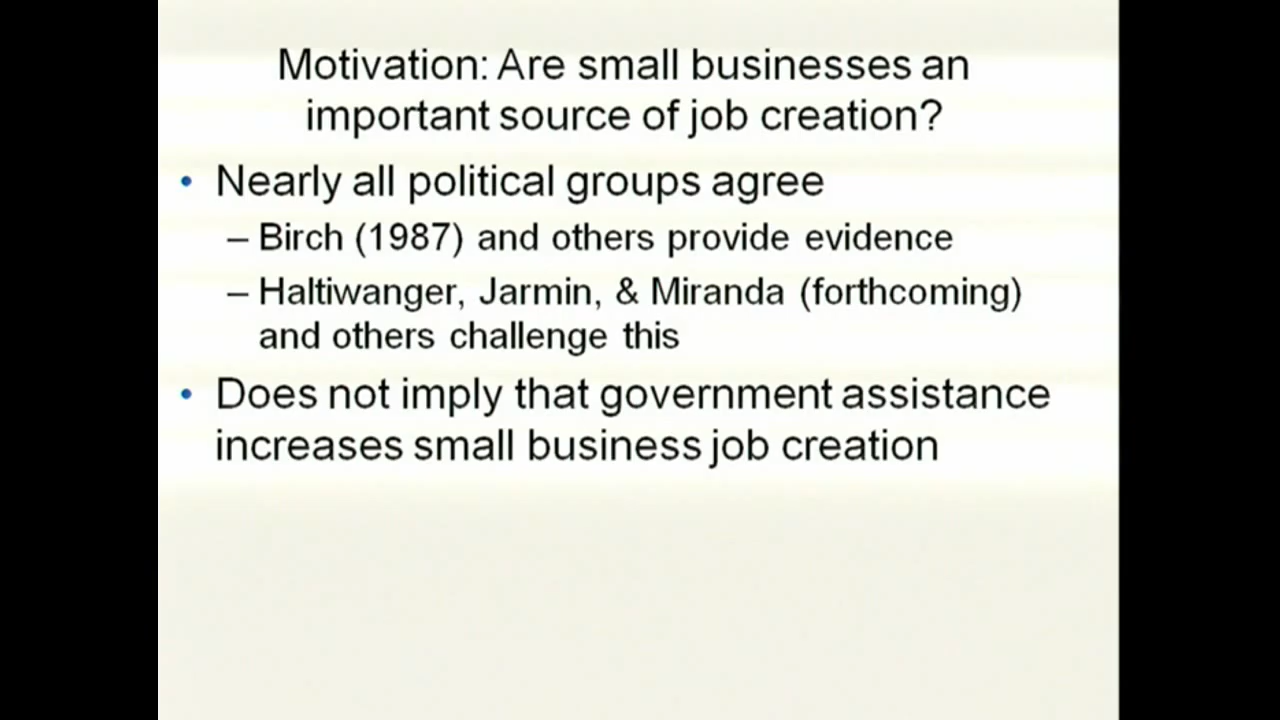 Motivation: Are small businesses an
important source of job creation?
• Nearly all political groups agree
– Birch (1987) and others provide evidence
– Haltiwanger, Jarmin, & Miranda (forthcoming)
and others challenge this
• Does not imply that government assistance
increases small business job creation